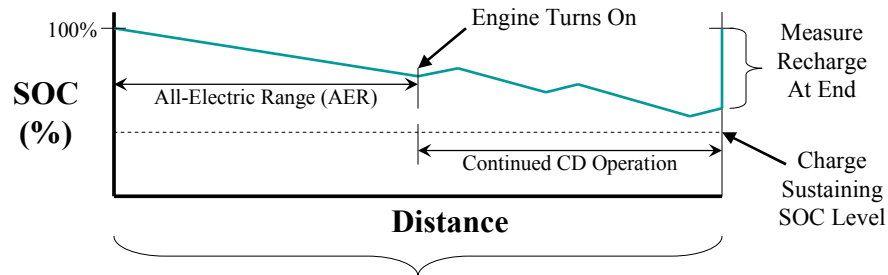 Engine Turns On
100%
Measure
Recharge
At End
All-Electric Range (AER)
SOC
(%)
Continued CD Operation
Charge
Sustaining
SOC Level
Distance